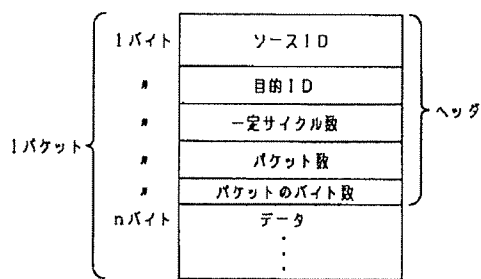 1バイト ソースID
〃 目的ID
〃 一定サイクル数
〃 パケット数
〃 パケットのバイト数
nバイト データ
1パケット
ヘッダ